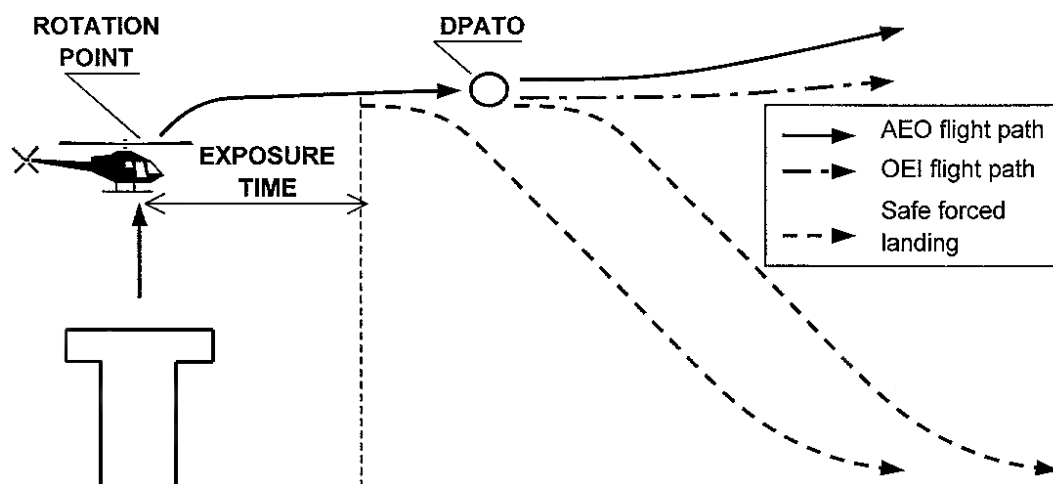 ROTATION
POINT
DPATO
EXPOSURE
TIME
AEO flight path
OEI flight path
Safe forced
landing